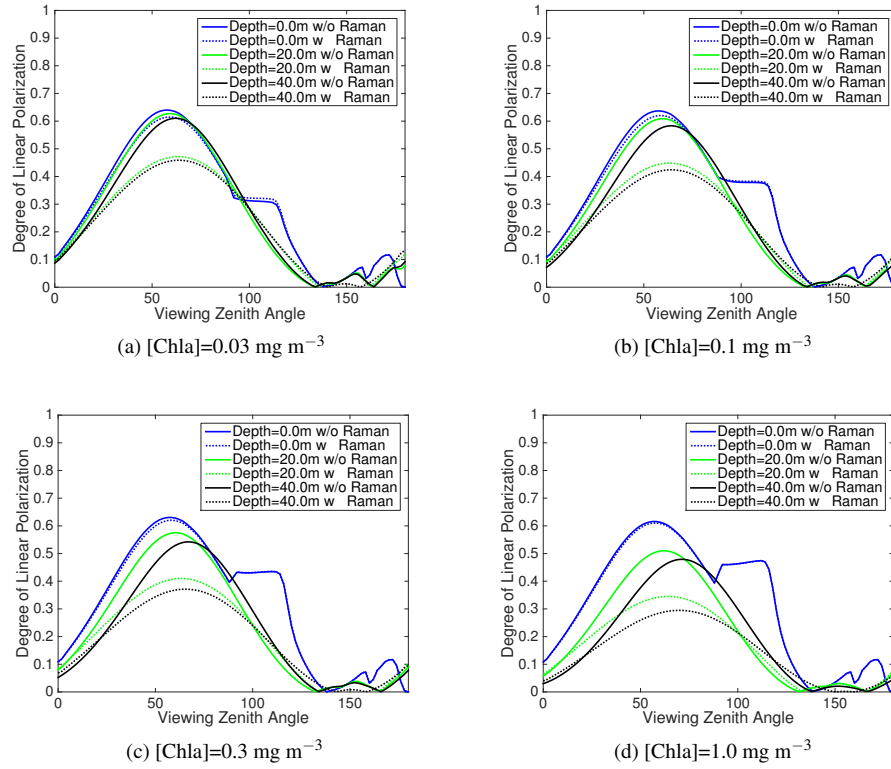 Degree of Linear Polarization
1
0.9
0.8
0.7
0.6
0.5
0.4
0.3
0.2
0.1
0
Depth=0.0m w/o Raman
Depth=0.0m w Raman
Depth=20.0m w/o Raman
Depth=20.0m w Raman
Depth=40.0m w/o Raman
Depth=40.0m w Raman
0 50 100 150
Viewing Zenith Angle
(a) [Chla]=0.03 mg m⁻³
Degree of Linear Polarization
1
0.9
0.8
0.7
0.6
0.5
0.4
0.3
0.2
0.1
0
Depth=0.0m w/o Raman
Depth=0.0m w Raman
Depth=20.0m w/o Raman
Depth=20.0m w Raman
Depth=40.0m w/o Raman
Depth=40.0m w Raman
0 50 100 150
Viewing Zenith Angle
(b) [Chla]=0.1 mg m⁻³
Degree of Linear Polarization
1
0.9
0.8
0.7
0.6
0.5
0.4
0.3
0.2
0.1
0
Depth=0.0m w/o Raman
Depth=0.0m w Raman
Depth=20.0m w/o Raman
Depth=20.0m w Raman
Depth=40.0m w/o Raman
Depth=40.0m w Raman
0 50 100 150
Viewing Zenith Angle
(c) [Chla]=0.3 mg m⁻³
Degree of Linear Polarization
1
0.9
0.8
0.7
0.6
0.5
0.4
0.3
0.2
0.1
0
Depth=0.0m w/o Raman
Depth=0.0m w Raman
Depth=20.0m w/o Raman
Depth=20.0m w Raman
Depth=40.0m w/o Raman
Depth=40.0m w Raman
0 50 100 150
Viewing Zenith Angle
(d) [Chla]=1.0 mg m⁻³